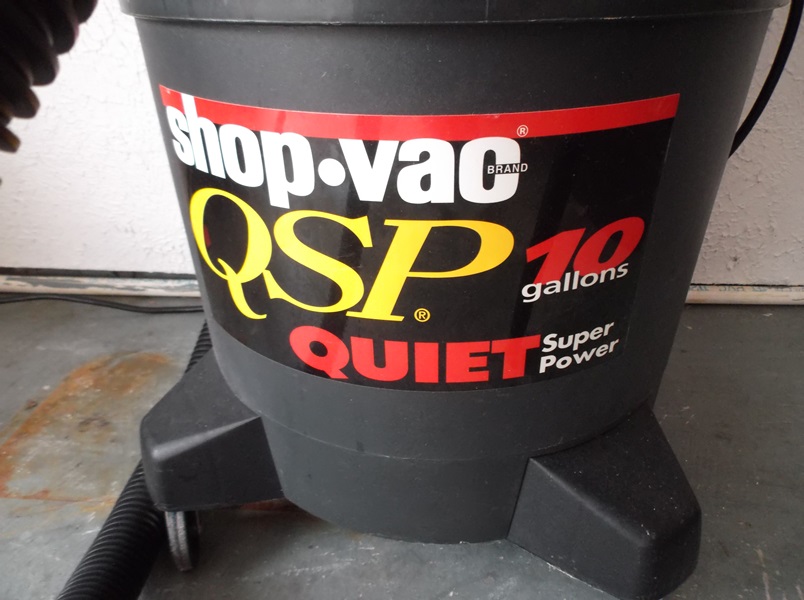 shop•vac®
BRAND
QSP®
10
gallons
QUIET Super
Power